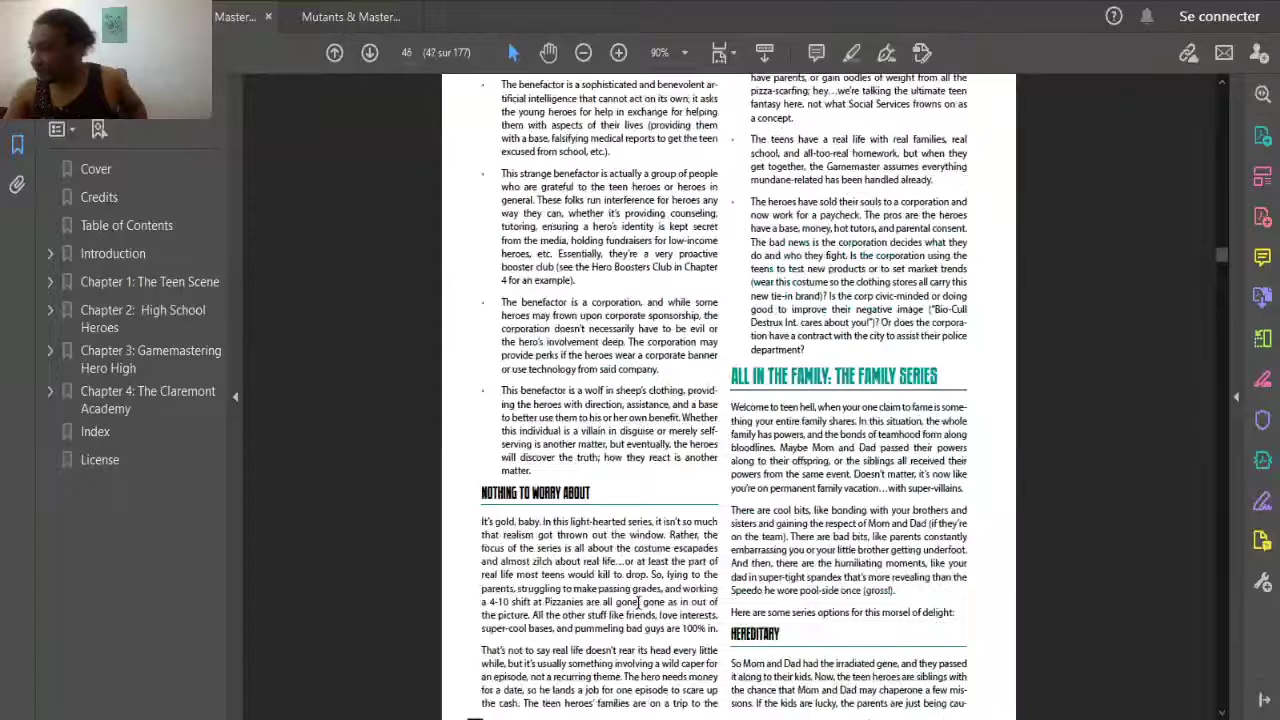 Master...
Mutants & Master...
Se connecter
46
(42 sur 177)
90%
Cover
Credits
Table of Contents
Introduction
Chapter 1: The Teen Scene
Chapter 2: High School
Heroes
Chapter 3: Gamemastering
Hero High
Chapter 4: The Claremont
Academy
Index
License
The benefactor is a sophisticated and benevolent ar-
tificial intelligence that cannot act on its own; it asks
the young heroes for help in exchange for helping
them with aspects of their lives (providing them
with a base, falsifying medical reports to get the teen
excused from school, etc.).
This strange benefactor is actually a group of people
who are grateful to the teen heroes or heroes in
general. These folks run interference for heroes any
way they can, whether it's providing counseling,
tutoring, ensuring a hero's identity is kept secret
from the media, holding fundraisers for low-income
heroes, etc. Essentially, they're a very proactive
booster club (see the Hero Boosters Club in Chapter
4 for an example).
The benefactor is a corporation, and while some
heroes may frown upon corporate sponsorship, the
corporation doesn't necessarily have to be evil or
the hero's involvement deep. The corporation may
provide perks if the heroes wear a corporate banner
or use technology from said company.
This benefactor is a wolf in sheep's clothing, provid-
ing the heroes with direction, assistance, and a base
to better use them to his or her own benefit. Whether
this individual is a villain in disguise or merely self-
serving is another matter, but eventually, the heroes
will discover the truth; how they react is another
matter.
NOTHING TO WORRY ABOUT
It's gold, baby. In this light-hearted series, it isn't so much
that realism got thrown out the window. Rather, the
focus of the series is all about the costume escapades
and almost zilch about real life...or at least the part of
real life most teens would kill to drop. So, lying to the
parents, struggling to make passing grades, and working
a 4-10 shift at Pizzanies are all gone gone as in out of
the picture. All the other stuff like friends, love interests,
super-cool bases, and pummeling bad guys are 100% in.
That's not to say real life doesn't rear its head every little
while, but it's usually something involving a wild caper for
an episode, not a recurring theme. The hero needs money
for a date, so he lands a job for one episode to scare up
the cash. The teen heroes' families are on a trip to the
have parents, or gain oodles of weight from all the
pizza-scarfing; hey...we're talking the ultimate teen
fantasy here, not what Social Services frowns on as
a concept.
The teens have a real life with real families, real
school, and all-too-real homework, but when they
get together, the Gamemaster assumes everything
mundane-related has been handled already.
The heroes have sold their souls to a corporation and
now work for a paycheck. The pros are the heroes
have a base, money, hot tutors, and parental consent.
The bad news is the corporation decides what they
do and who they fight. Is the corporation using the
teens to test new products or to set market trends
(wear this costume so the clothing stores all carry this
new tie-in brand)? Is the corp civic-minded or doing
good to improve their negative image ("Bio-Cull
Destrux Int. cares about you!")? Or does the corpora-
tion have a contract with the city to assist their police
department?
ALL IN THE FAMILY: THE FAMILY SERIES
Welcome to teen hell, when your one claim to fame is some-
thing your entire family shares. In this situation, the whole
family has powers, and the bonds of teamhood form along
bloodlines. Maybe Mom and Dad passed their powers
along to their offspring, or the siblings all received their
powers from the same event. Doesn't matter, it's now like
you're on permanent family vacation...with super-villains.
There are cool bits, like bonding with your brothers and
sisters and gaining the respect of Mom and Dad (if they're
on the team). There are bad bits, like parents constantly
embarrassing you or your little brother getting underfoot.
And then, there are the humiliating moments, like your
dad in super-tight spandex that's more revealing than the
Speedo he wore pool-side once (gross!).
Here are some series options for this morsel of delight:
HEREDITARY
So Mom and Dad had the irradiated gene, and they passed
it along to their kids. Now, the teen heroes are siblings with
the chance that Mom and Dad may chaperone a few mis-
sions. If the kids are lucky, the parents are just being cau-